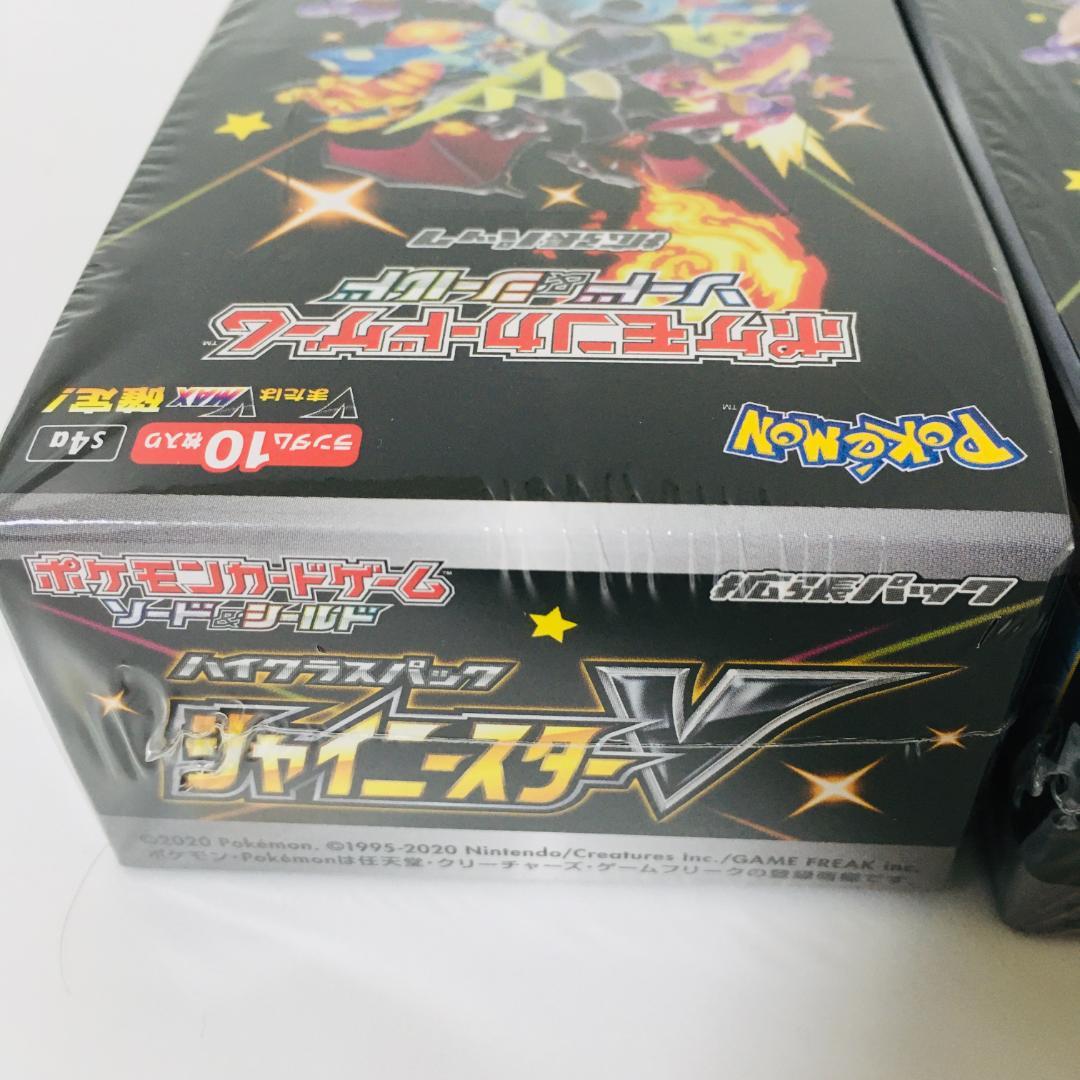 拡張パック
ポケモンカードゲーム™
ソード&シールド
Vまたは VMAX 確定!
ランダム10枚入り
S4a
POKéMON™
ポケモンカードゲーム™
ソード&シールド
拡張パック
ハイクラスパック
シャイニースターV
©2020 Pokémon. ©1995-2020 Nintendo/Creatures Inc./GAME FREAK inc.
ポケモン・Pokémonは任天堂・クリーチャーズ・ゲームフリークの登録商標です。